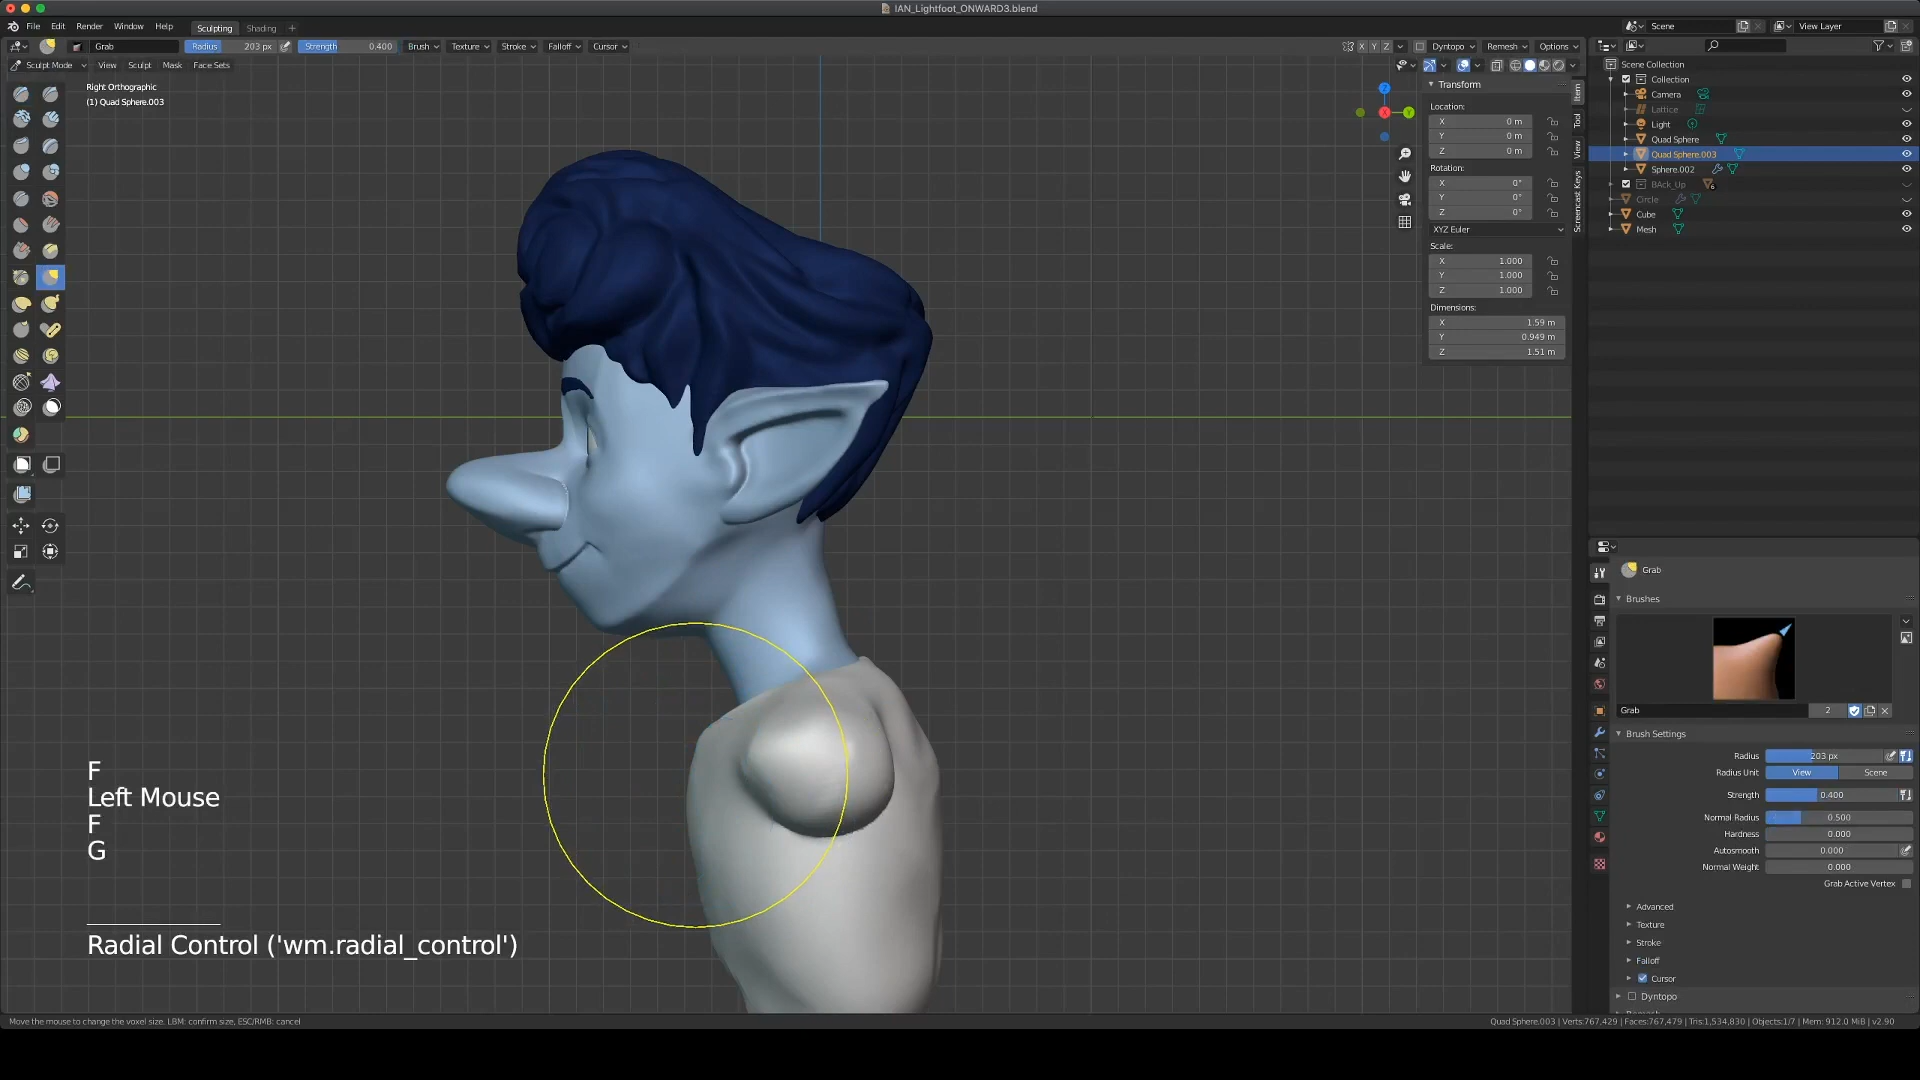 IAN_Lightfoot_ONWARD3.blend
File Edit Render Window Help Sculpting Shading + Scene View Layer
Grab Radius 203 px Strength 0.400 Brush Texture Stroke Falloff Cursor X Y Z Dyntopo Remesh Options
Sculpt Mode View Sculpt Mask Face Sets
Right Orthographic
(1) Quad Sphere.003
Transform
Location:
X 0 m
Y 0 m
Z 0 m
Rotation:
X 0°
Y 0°
Z 0°
XYZ Euler
Scale:
X 1.000
Y 1.000
Z 1.000
Dimensions:
X 1.59 m
Y 0.949 m
Z 1.51 m
Item
Tool
View
Screencast Keys
Scene Collection
Collection
Camera
Lattice
Light
Quad Sphere
Quad Sphere.003
Sphere.002
BAck_Up 6
Circle
Cube
Mesh
Grab
Brushes
Grab 2
Brush Settings
Radius 203 px
Radius Unit View Scene
Strength 0.400
Normal Radius 0.500
Hardness 0.000
Autosmooth 0.000
Normal Weight 0.000
Grab Active Vertex
Advanced
Texture
Stroke
Falloff
Cursor
Dyntopo
F
Left Mouse
F
G
Radial Control ('wm.radial_control')
Move the mouse to change the voxel size. LBM: confirm size, ESC/RMB: cancel
Quad Sphere.003 | Verts:767,429 | Faces:767,479 | Tris:1,534,830 | Objects:1/7 | Mem: 912.0 MiB | v2.90